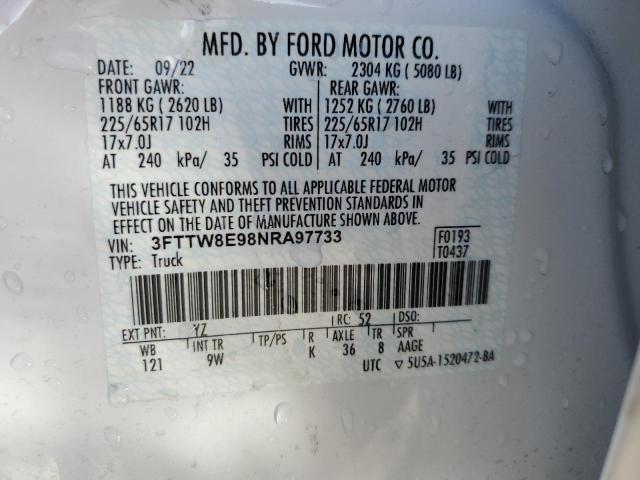 MFD. BY FORD MOTOR CO.
DATE: 09/22 GVWR: 2304 KG ( 5080 LB)
FRONT GAWR: REAR GAWR:
1188 KG ( 2620 LB) WITH 1252 KG ( 2760 LB) WITH
225/65R17 102H TIRES 225/65R17 102H TIRES
17x7.0J RIMS 17x7.0J RIMS
AT 240 kPa/ 35 PSI COLD AT 240 kPa/ 35 PSI COLD
THIS VEHICLE CONFORMS TO ALL APPLICABLE FEDERAL MOTOR
VEHICLE SAFETY AND THEFT PREVENTION STANDARDS IN
EFFECT ON THE DATE OF MANUFACTURE SHOWN ABOVE.
VIN: 3FTTW8E98NRA97733 F0193
TYPE: Truck T0437
EXT PNT: YZ RC: 52 DSO:
WB INT TR TP/PS R AXLE TR SPR
121 9W K 36 8 AAGE
UTC ▽ 5U5A-1520472-BA